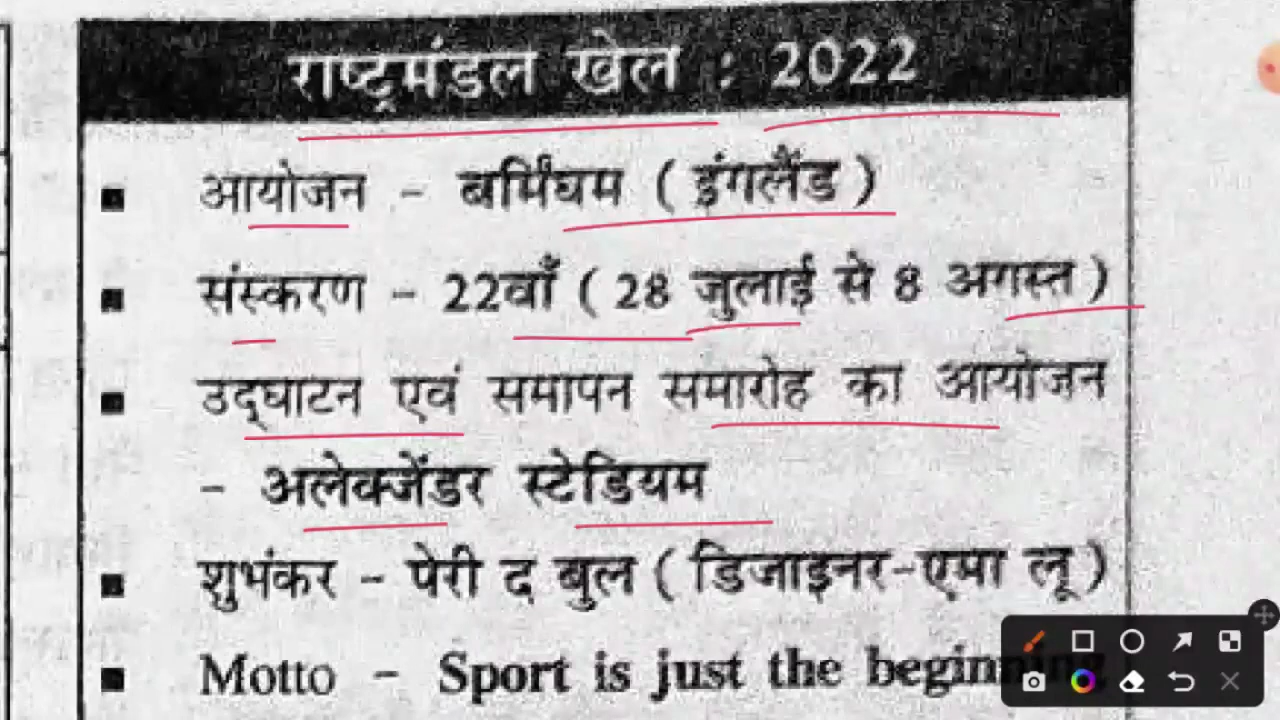 राष्ट्रमंडल खेल : 2022
■ आयोजन - बर्मिंघम ( इंगलैंड )
■ संस्करण - 22वाँ ( 28 जुलाई से 8 अगस्त )
■ उद्घाटन एवं समापन समारोह का आयोजन
- अलेक्जेंडर स्टेडियम
■ शुभंकर - पेरी द बुल ( डिजाइनर-एमा लू )
■ Motto - Sport is just the beginning